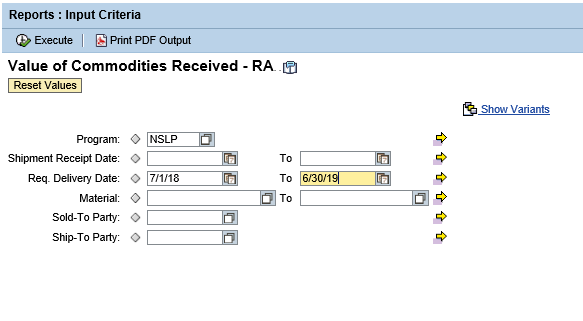 Reports : Input Criteria
Execute Print PDF Output
Value of Commodities Received - RA
Reset Values
Show Variants
Program: NSLP
Shipment Receipt Date: To
Req. Delivery Date: 7/1/18 To 6/30/19
Material: To
Sold-To Party:
Ship-To Party: